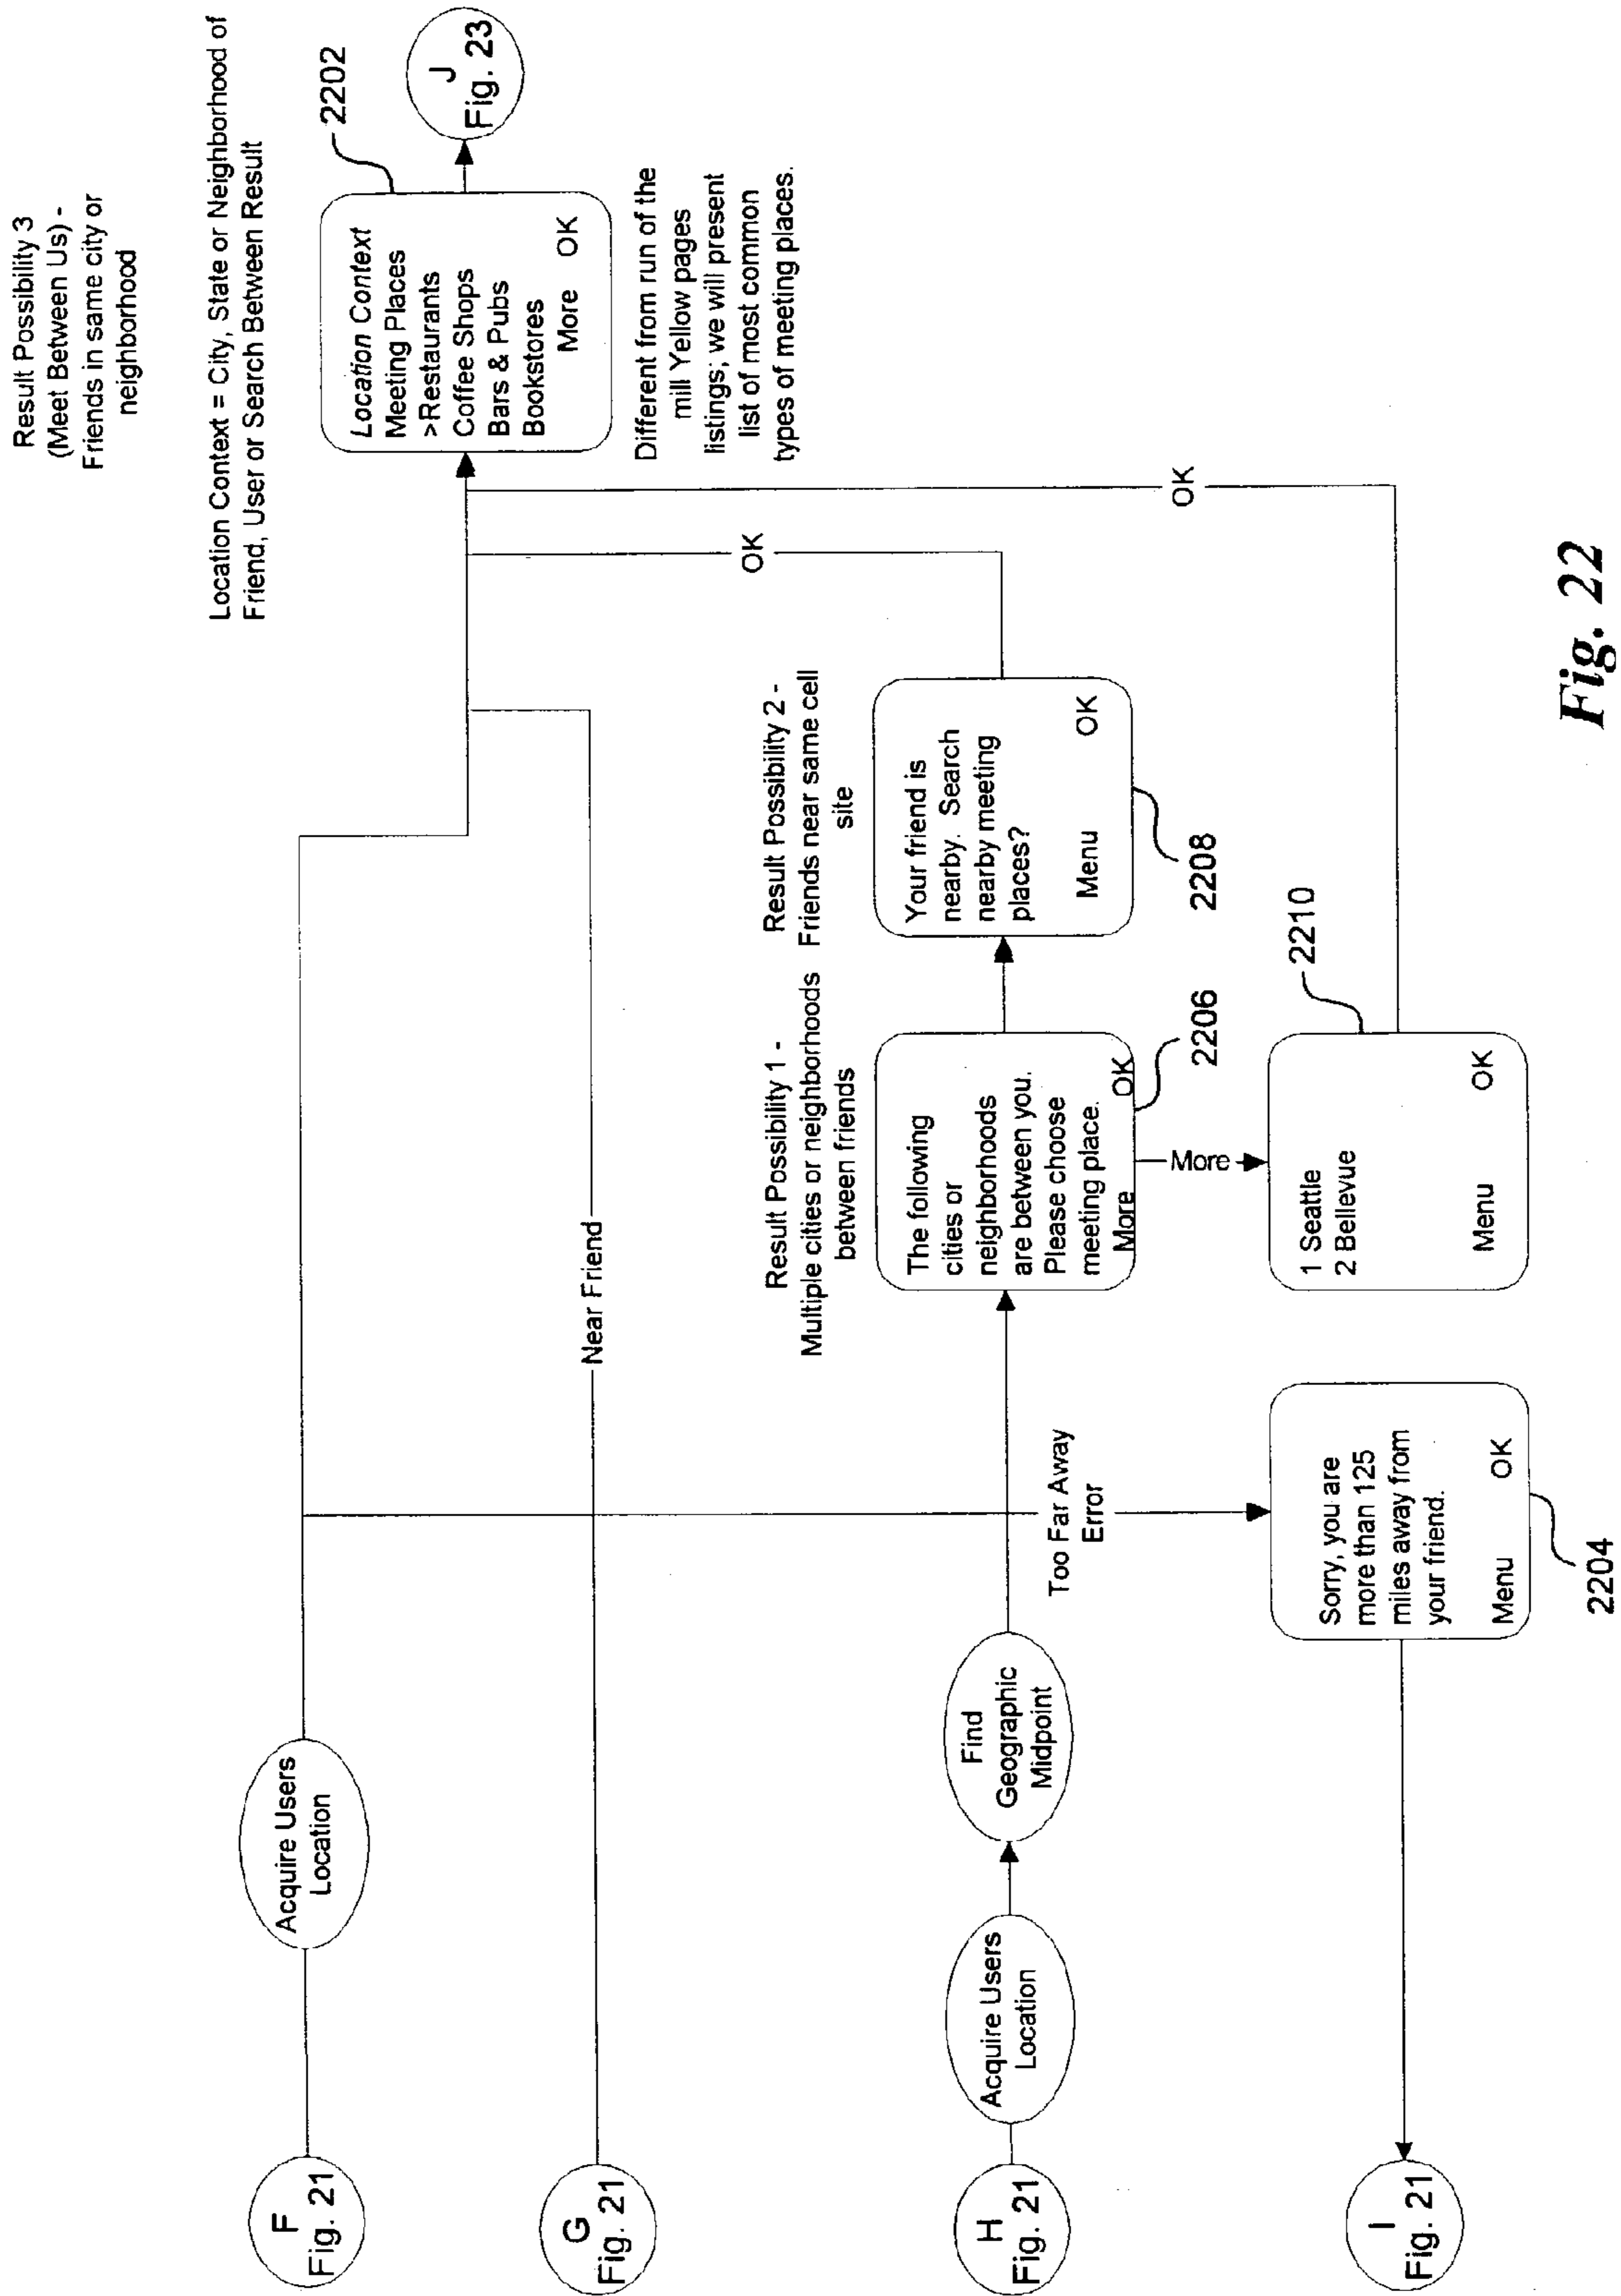 Result Possibility 3
(Meet Between Us) -
Friends in same city or
neighborhood
Location Context = City, State or Neighborhood of
Friend, User or Search Between Result
2202
Location Context
Meeting Places
>Restaurants
Coffee Shops
Bars & Pubs
Bookstores
More OK
J
Fig. 23
Different from run of the
mill Yellow pages
listings; we will present
list of most common
types of meeting places.
F
Fig. 21
Acquire Users
Location
G
Fig. 21
Near Friend
OK
OK
H
Fig. 21
Acquire Users
Location
Find
Geographic
Midpoint
Too Far Away
Error
Result Possibility 1 -
Multiple cities or neighborhoods
between friends
The following
cities or
neighborhoods
are between you.
Please choose
meeting place.
More OK
2206
Result Possibility 2 -
Friends near same cell
site
Your friend is
nearby. Search
nearby meeting
places?
Menu OK
2208
More
2210
1 Seattle
2 Bellevue
Menu OK
I
Fig. 21
Sorry, you are
more than 125
miles away from
your friend.
Menu OK
2204
Fig. 22